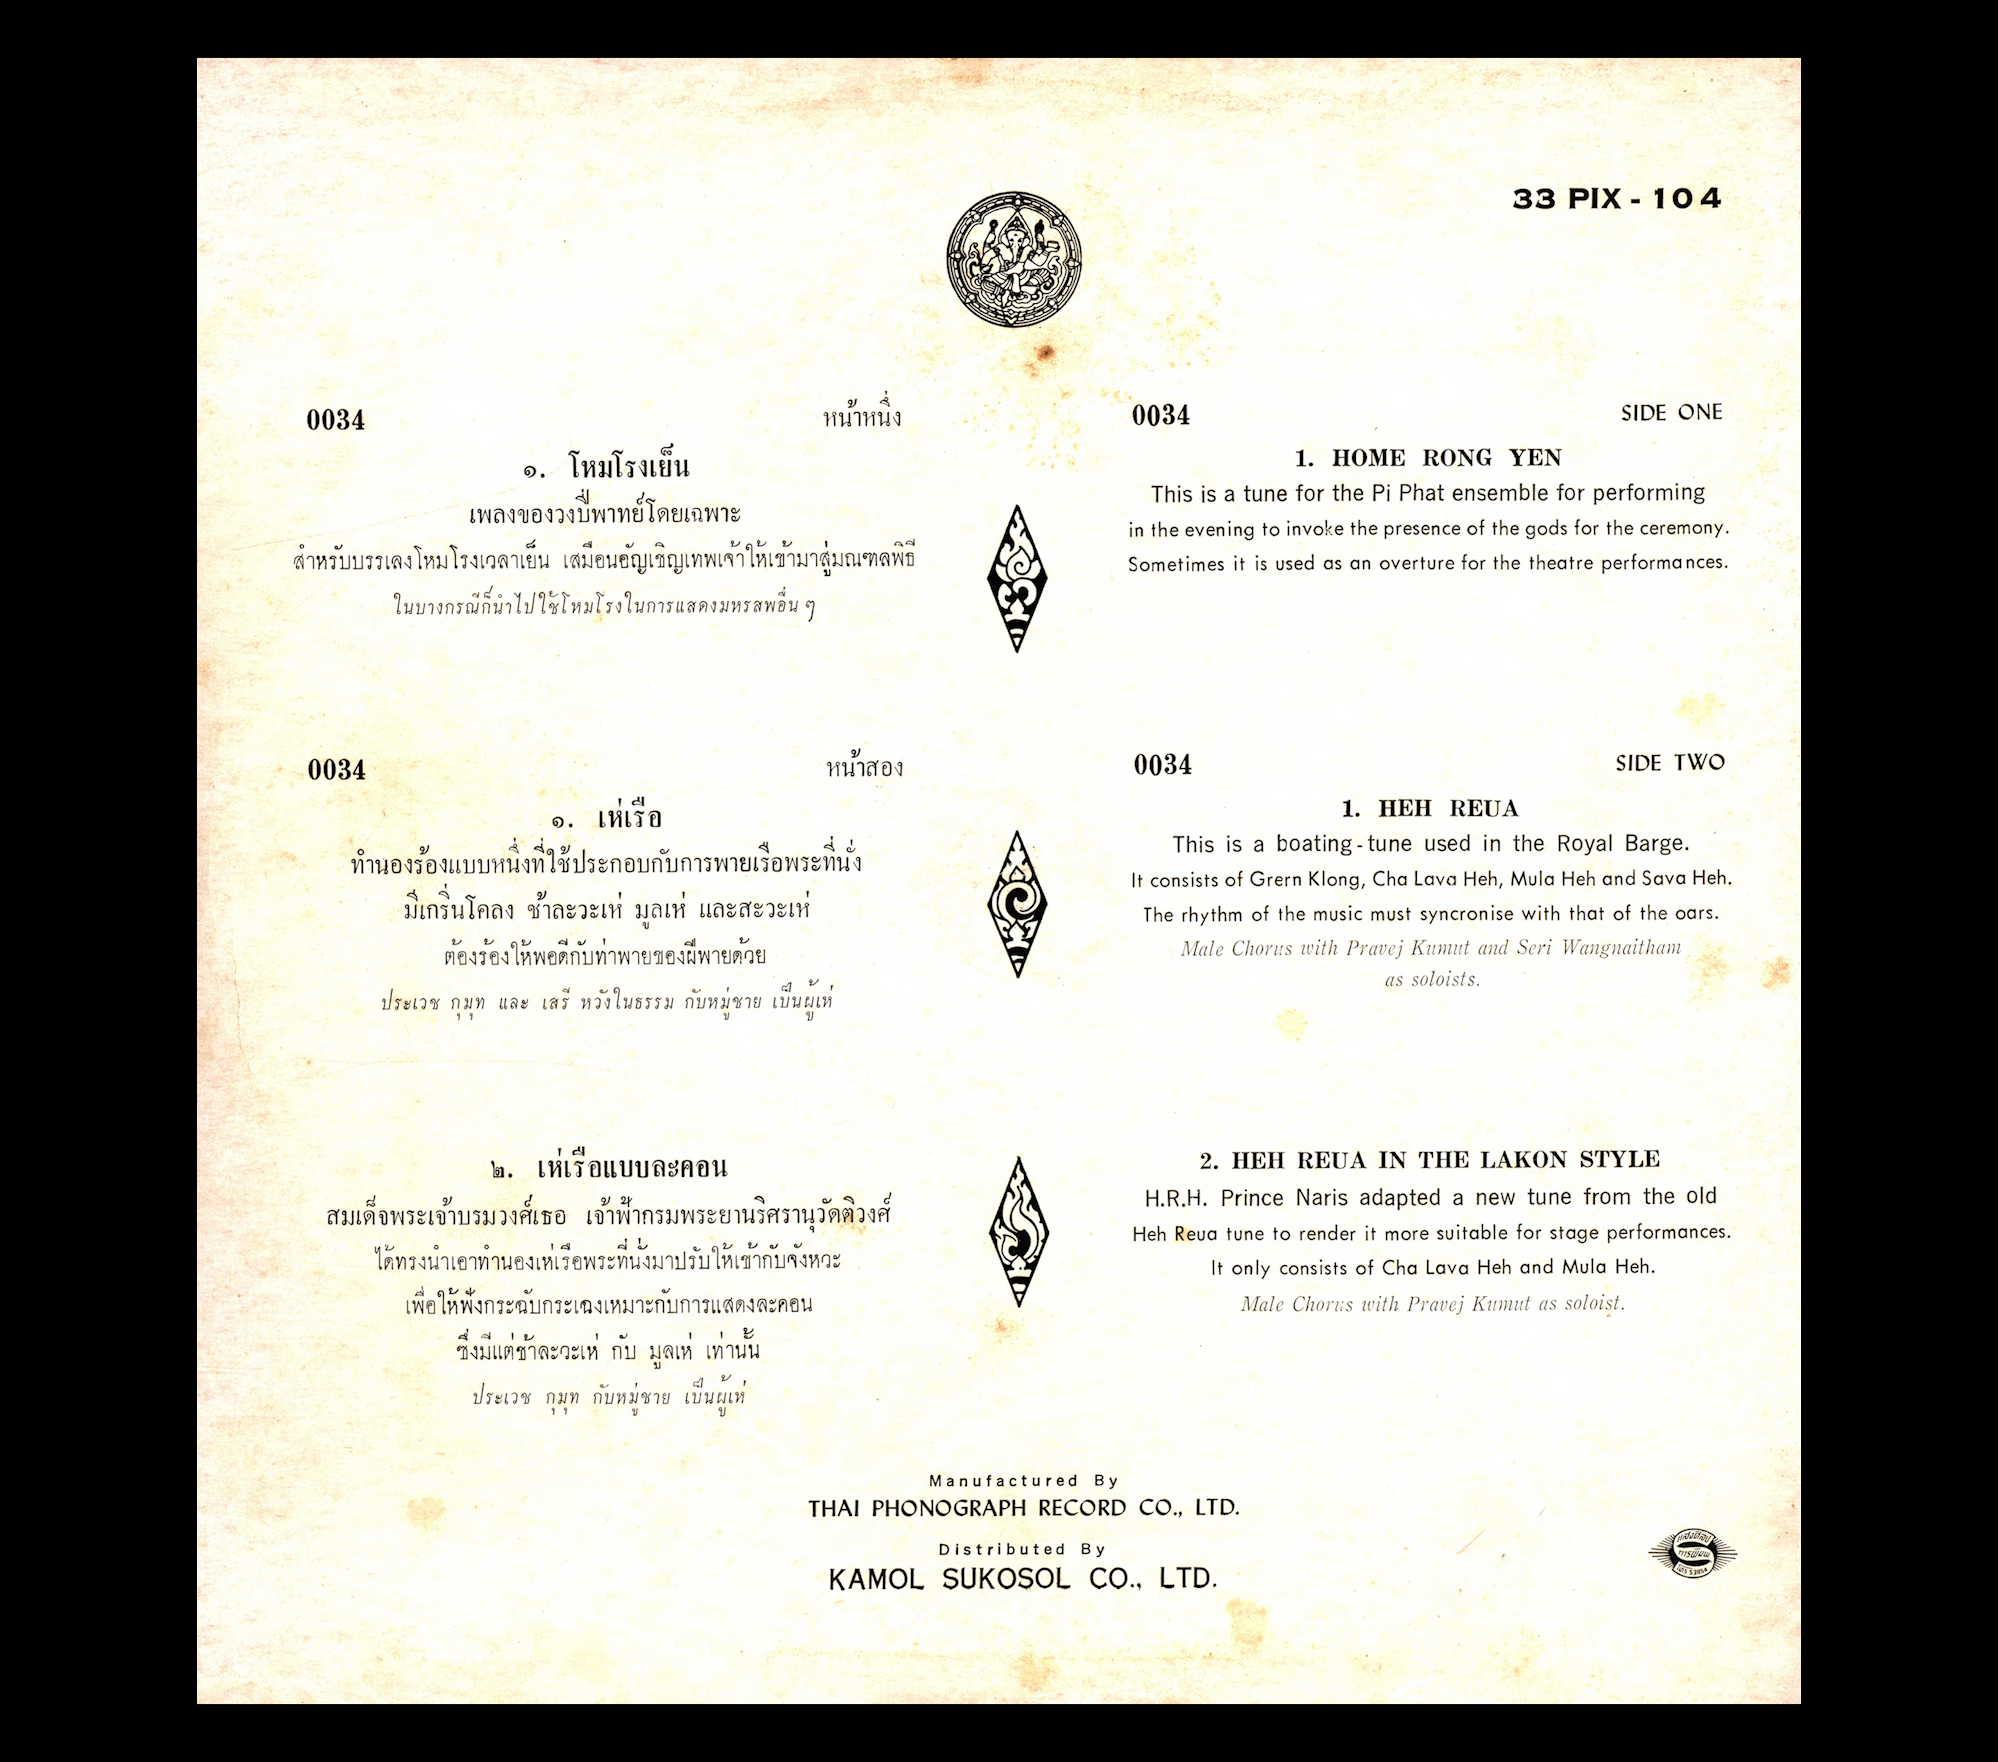 33 PIX - 104
0034 หน้าหนึ่ง
๑. โหมโรงเย็น
เพลงของวงปี่พาทย์โดยเฉพาะ
สำหรับบรรเลงโหมโรงเวลาเย็น เสมือนอัญเชิญเทพเจ้าให้เข้ามาสู่มณฑลพิธี
ในบางกรณีก็นำไปใช้โหมโรงในการแสดงมหรสพอื่น ๆ
0034 SIDE ONE
1. HOME RONG YEN
This is a tune for the Pi Phat ensemble for performing
in the evening to invoke the presence of the gods for the ceremony.
Sometimes it is used as an overture for the theatre performances.
0034 หน้าสอง
๑. เห่เรือ
ทำนองร้องแบบหนึ่งที่ใช้ประกอบกับการพายเรือพระที่นั่ง
มีเกริ่นโคลง ช้าละวะเห่ มูลเห่ และสะวะเห่
ต้องร้องให้พอดีกับท่าพายของฝีพายด้วย
ประเวช กุมุท และ เสรี หวังในธรรม กับหมู่ชาย เป็นผู้เห่
0034 SIDE TWO
1. HEH REUA
This is a boating-tune used in the Royal Barge.
It consists of Grern Klong, Cha Lava Heh, Mula Heh and Sava Heh.
The rhythm of the music must syncronise with that of the oars.
Male Chorus with Pravej Kumut and Seri Wangnaitham
as soloists.
๒. เห่เรือแบบละคอน
สมเด็จพระเจ้าบรมวงศ์เธอ เจ้าฟ้ากรมพระยานริศรานุวัดติวงศ์
ได้ทรงนำเอาทำนองเห่เรือพระที่นั่งมาปรับให้เข้ากับจังหวะ
เพื่อให้ฟังกระฉับกระเฉงเหมาะกับการแสดงละคอน
ซึ่งมีแต่ช้าละวะเห่ กับ มูลเห่ เท่านั้น
ประเวช กุมุท กับหมู่ชาย เป็นผู้เห่
2. HEH REUA IN THE LAKON STYLE
H.R.H. Prince Naris adapted a new tune from the old
Heh Reua tune to render it more suitable for stage performances.
It only consists of Cha Lava Heh and Mula Heh.
Male Chorus with Pravej Kumut as soloist.
Manufactured By
THAI PHONOGRAPH RECORD CO., LTD.
Distributed By
KAMOL SUKOSOL CO., LTD.
แสงศิลป์
การพิมพ์
โทร 53854